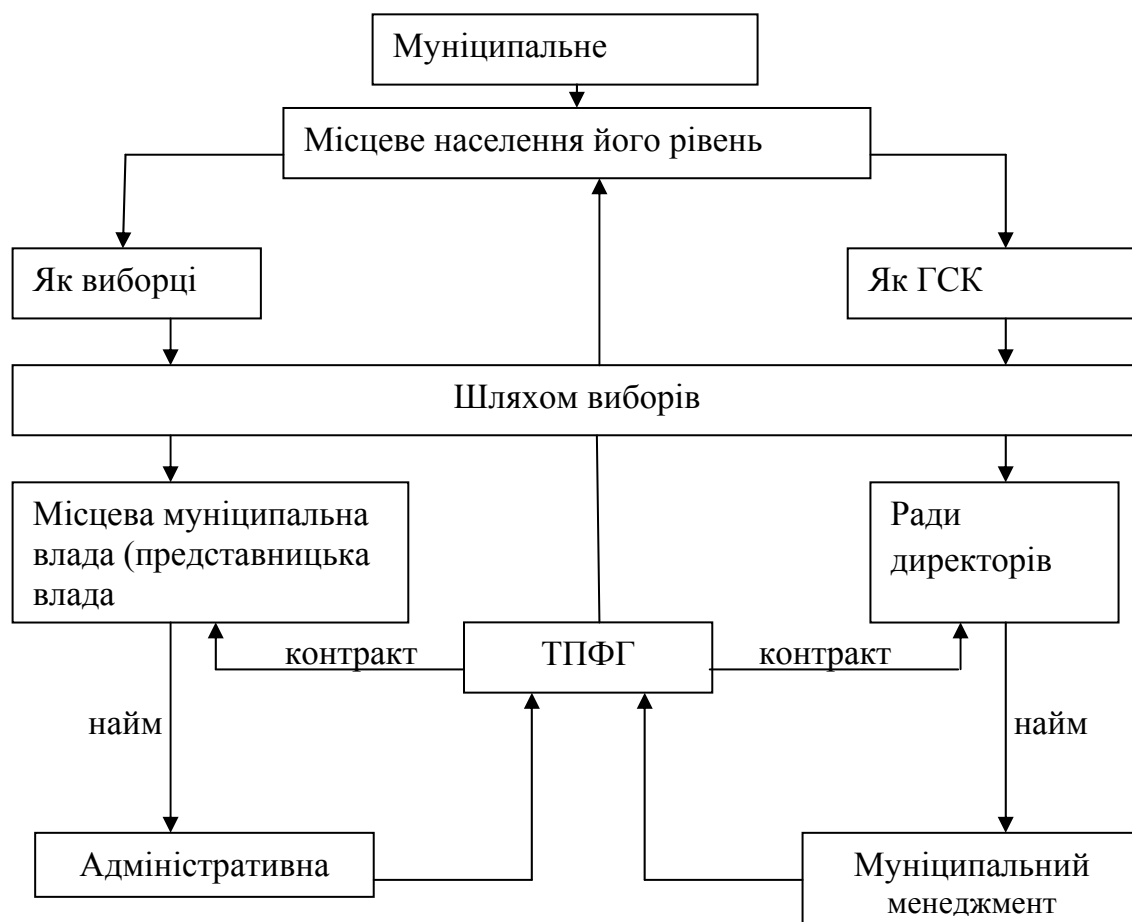 Муніципальне
Місцеве населення його рівень
Як виборці
Як ГСК
Шляхом виборів
Місцева муніципальна
влада (представницька
влада
Ради
директорів
контракт
ТПФГ
контракт
найм
найм
Адміністративна
Муніципальний
менеджмент